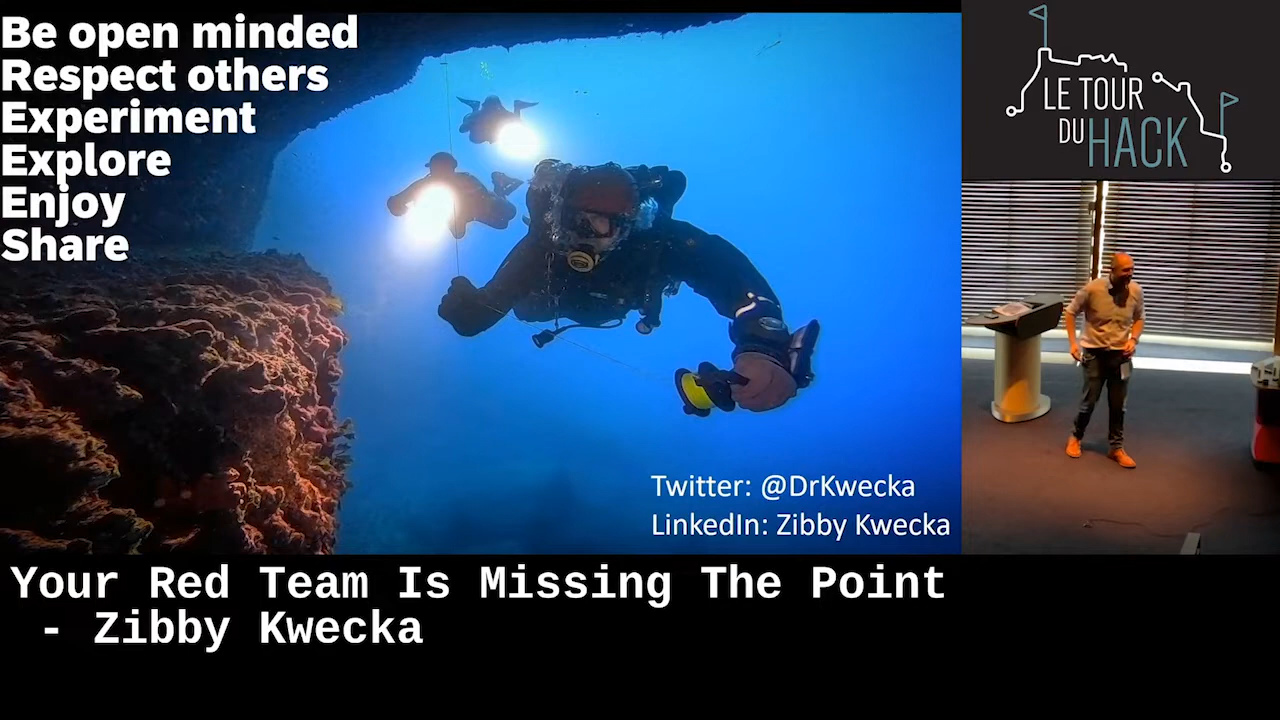 Be open minded
Respect others
Experiment
Explore
Enjoy
Share
Twitter: @DrKwecka
LinkedIn: Zibby Kwecka
LE TOUR
DU HACK
Your Red Team Is Missing The Point
- Zibby Kwecka